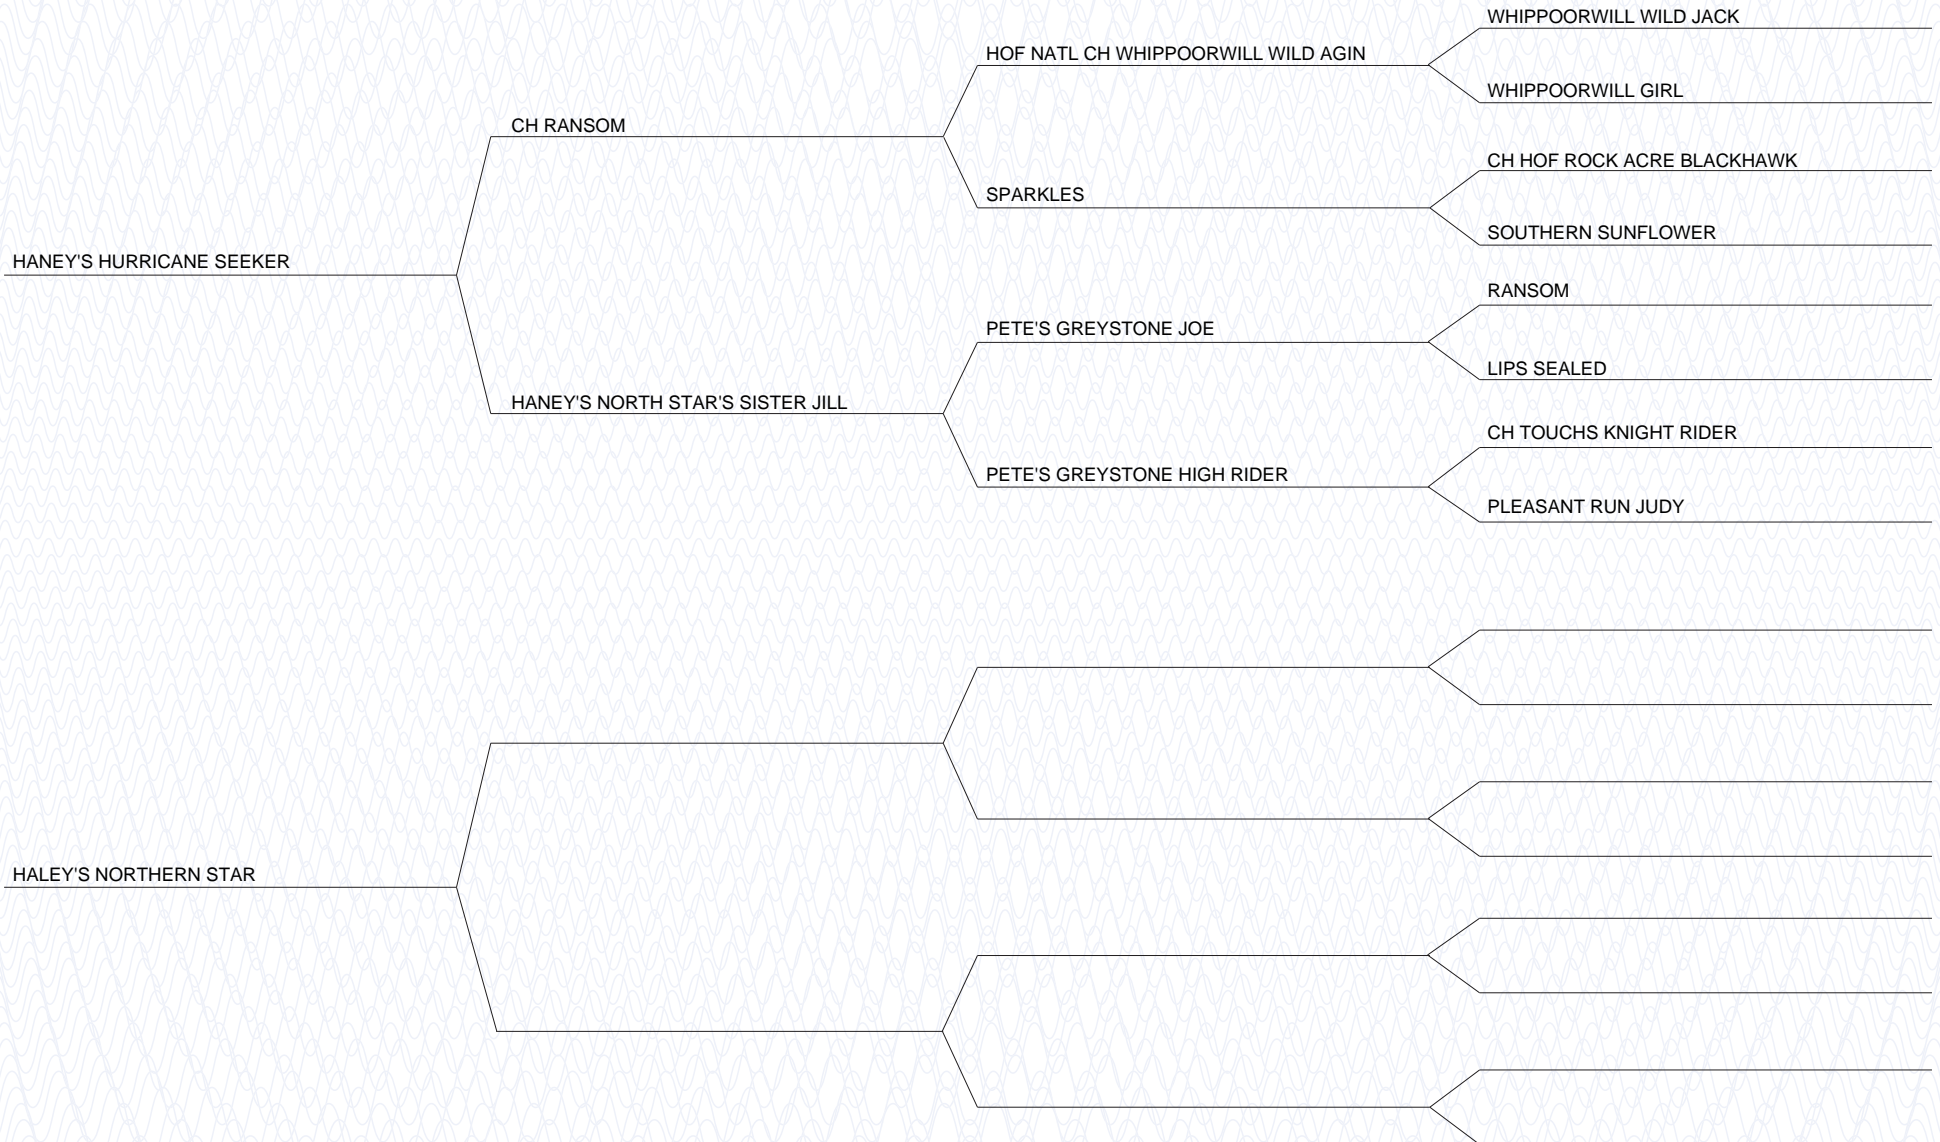 WHIPPOORWILL WILD JACK
HOF NATL CH WHIPPOORWILL WILD AGIN
WHIPPOORWILL GIRL
CH RANSOM
CH HOF ROCK ACRE BLACKHAWK
SPARKLES
SOUTHERN SUNFLOWER
HANEY'S HURRICANE SEEKER
RANSOM
PETE'S GREYSTONE JOE
LIPS SEALED
HANEY'S NORTH STAR'S SISTER JILL
CH TOUCHS KNIGHT RIDER
PETE'S GREYSTONE HIGH RIDER
PLEASANT RUN JUDY
HALEY'S NORTHERN STAR